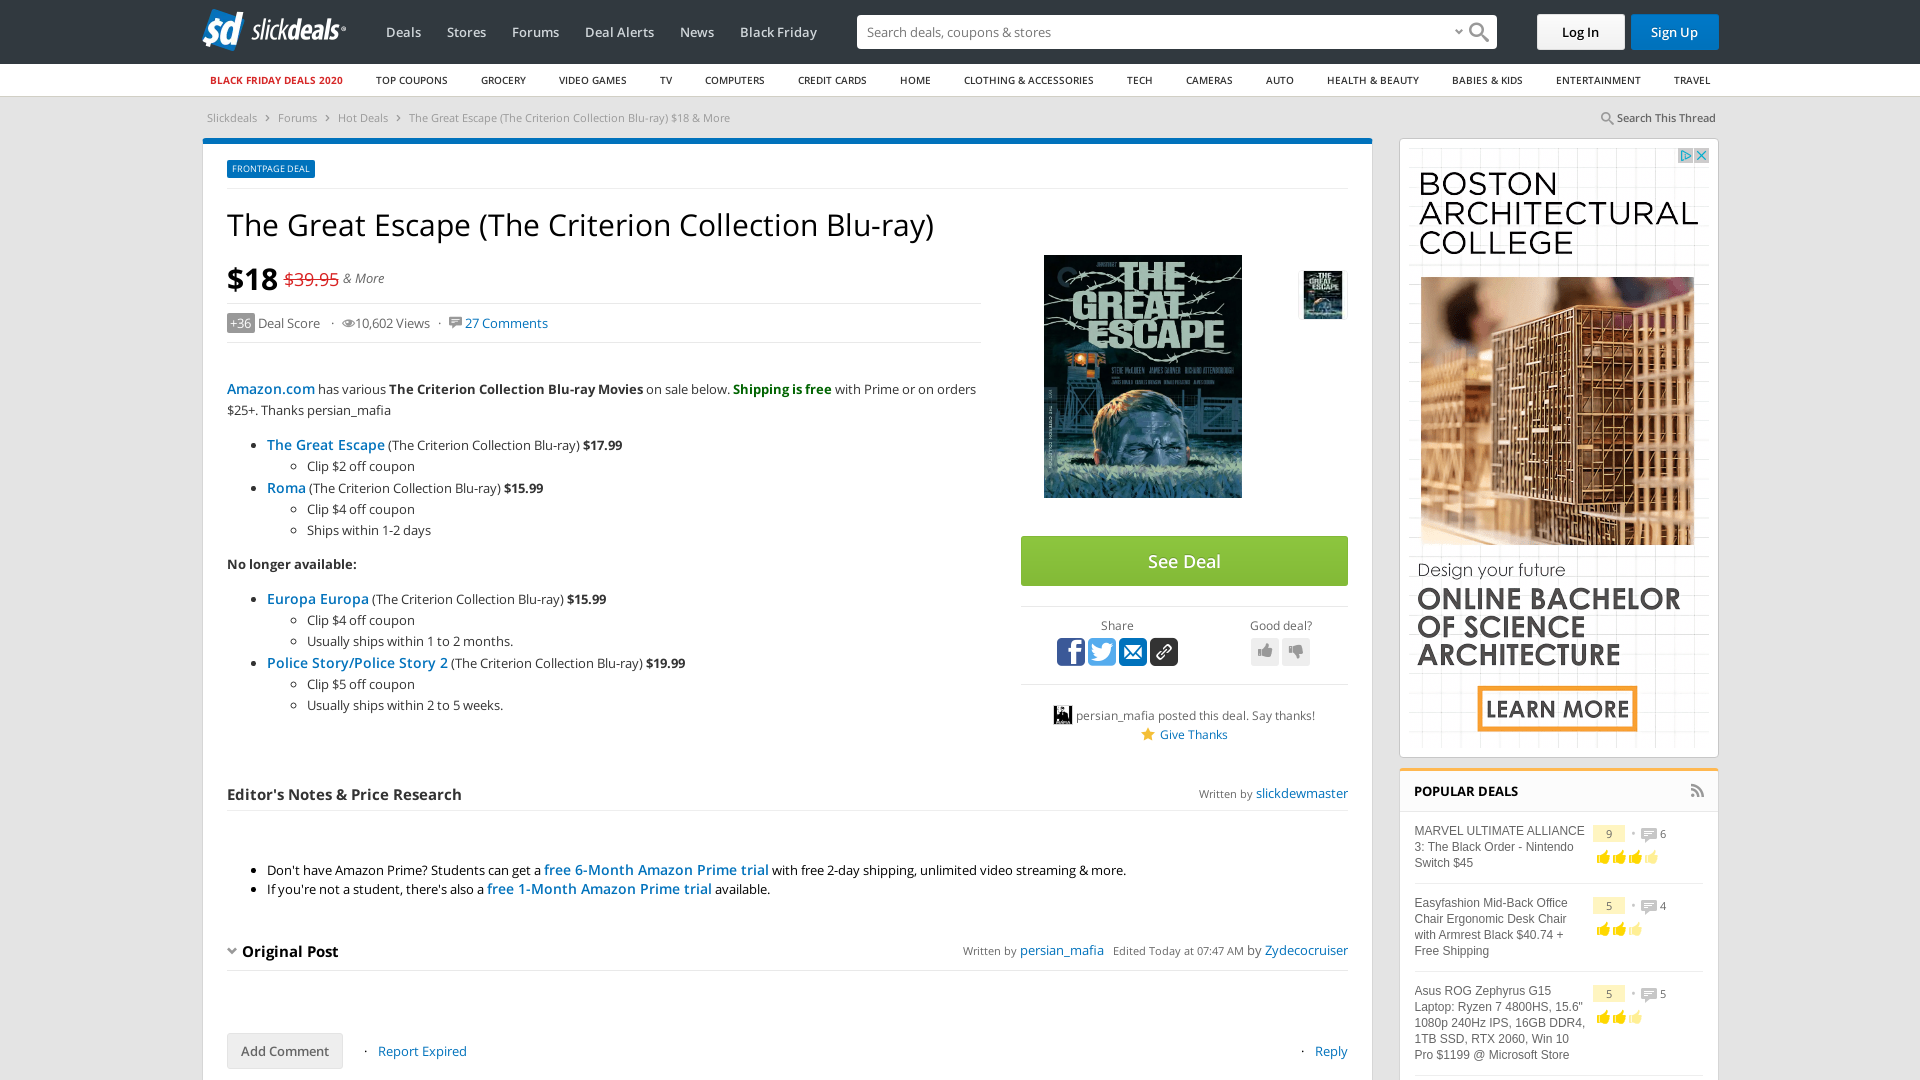 slickdeals
Deals
Stores
Forums
Deal Alerts
News
Black Friday
Search deals, coupons & stores
Log In
Sign Up
BLACK FRIDAY DEALS 2020
TOP COUPONS
GROCERY
VIDEO GAMES
TV
COMPUTERS
CREDIT CARDS
HOME
CLOTHING & ACCESSORIES
TECH
CAMERAS
AUTO
HEALTH & BEAUTY
BABIES & KIDS
ENTERTAINMENT
TRAVEL
Slickdeals > Forums > Hot Deals > The Great Escape (The Criterion Collection Blu-ray) $18 & More
Search This Thread
FRONTPAGE DEAL
The Great Escape (The Criterion Collection Blu-ray)
$18 $39.95 & More
+36 Deal Score · 10,602 Views · 27 Comments
Amazon.com has various The Criterion Collection Blu-ray Movies on sale below. Shipping is free with Prime or on orders
$25+. Thanks persian_mafia
• The Great Escape (The Criterion Collection Blu-ray) $17.99
◦ Clip $2 off coupon
• Roma (The Criterion Collection Blu-ray) $15.99
◦ Clip $4 off coupon
◦ Ships within 1-2 days
No longer available:
• Europa Europa (The Criterion Collection Blu-ray) $15.99
◦ Clip $4 off coupon
◦ Usually ships within 1 to 2 months.
• Police Story/Police Story 2 (The Criterion Collection Blu-ray) $19.99
◦ Clip $5 off coupon
◦ Usually ships within 2 to 5 weeks.
THE
GREAT
ESCAPE
STEVE McQUEEN JAMES GARNER RICHARD ATTENBOROUGH
THE
GREAT
ESCAPE
See Deal
Share
Good deal?
persian_mafia posted this deal. Say thanks!
Give Thanks
Editor's Notes & Price Research
Written by slickdewmaster
• Don't have Amazon Prime? Students can get a free 6-Month Amazon Prime trial with free 2-day shipping, unlimited video streaming & more.
• If you're not a student, there's also a free 1-Month Amazon Prime trial available.
Original Post
Written by persian_mafia Edited Today at 07:47 AM by Zydecocruiser
Add Comment · Report Expired
· Reply
BOSTON
ARCHITECTURAL
COLLEGE
Design your future
ONLINE BACHELOR
OF SCIENCE
ARCHITECTURE
LEARN MORE
POPULAR DEALS
MARVEL ULTIMATE ALLIANCE
3: The Black Order - Nintendo
Switch $45
9 • 6
Easyfashion Mid-Back Office
Chair Ergonomic Desk Chair
with Armrest Black $40.74 +
Free Shipping
5 • 4
Asus ROG Zephyrus G15
Laptop: Ryzen 7 4800HS, 15.6"
1080p 240Hz IPS, 16GB DDR4,
1TB SSD, RTX 2060, Win 10
Pro $1199 @ Microsoft Store
5 • 5